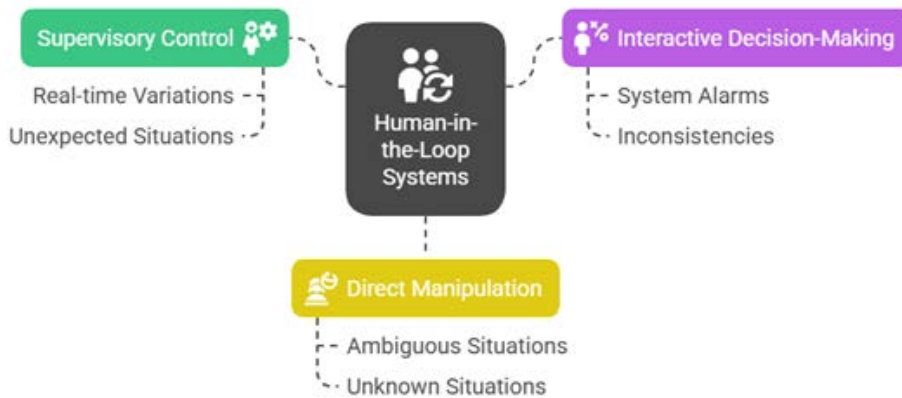 Supervisory Control
Real-time Variations
Unexpected Situations
Human-in-
the-Loop
Systems
Interactive Decision-Making
System Alarms
Inconsistencies
Direct Manipulation
Ambiguous Situations
Unknown Situations